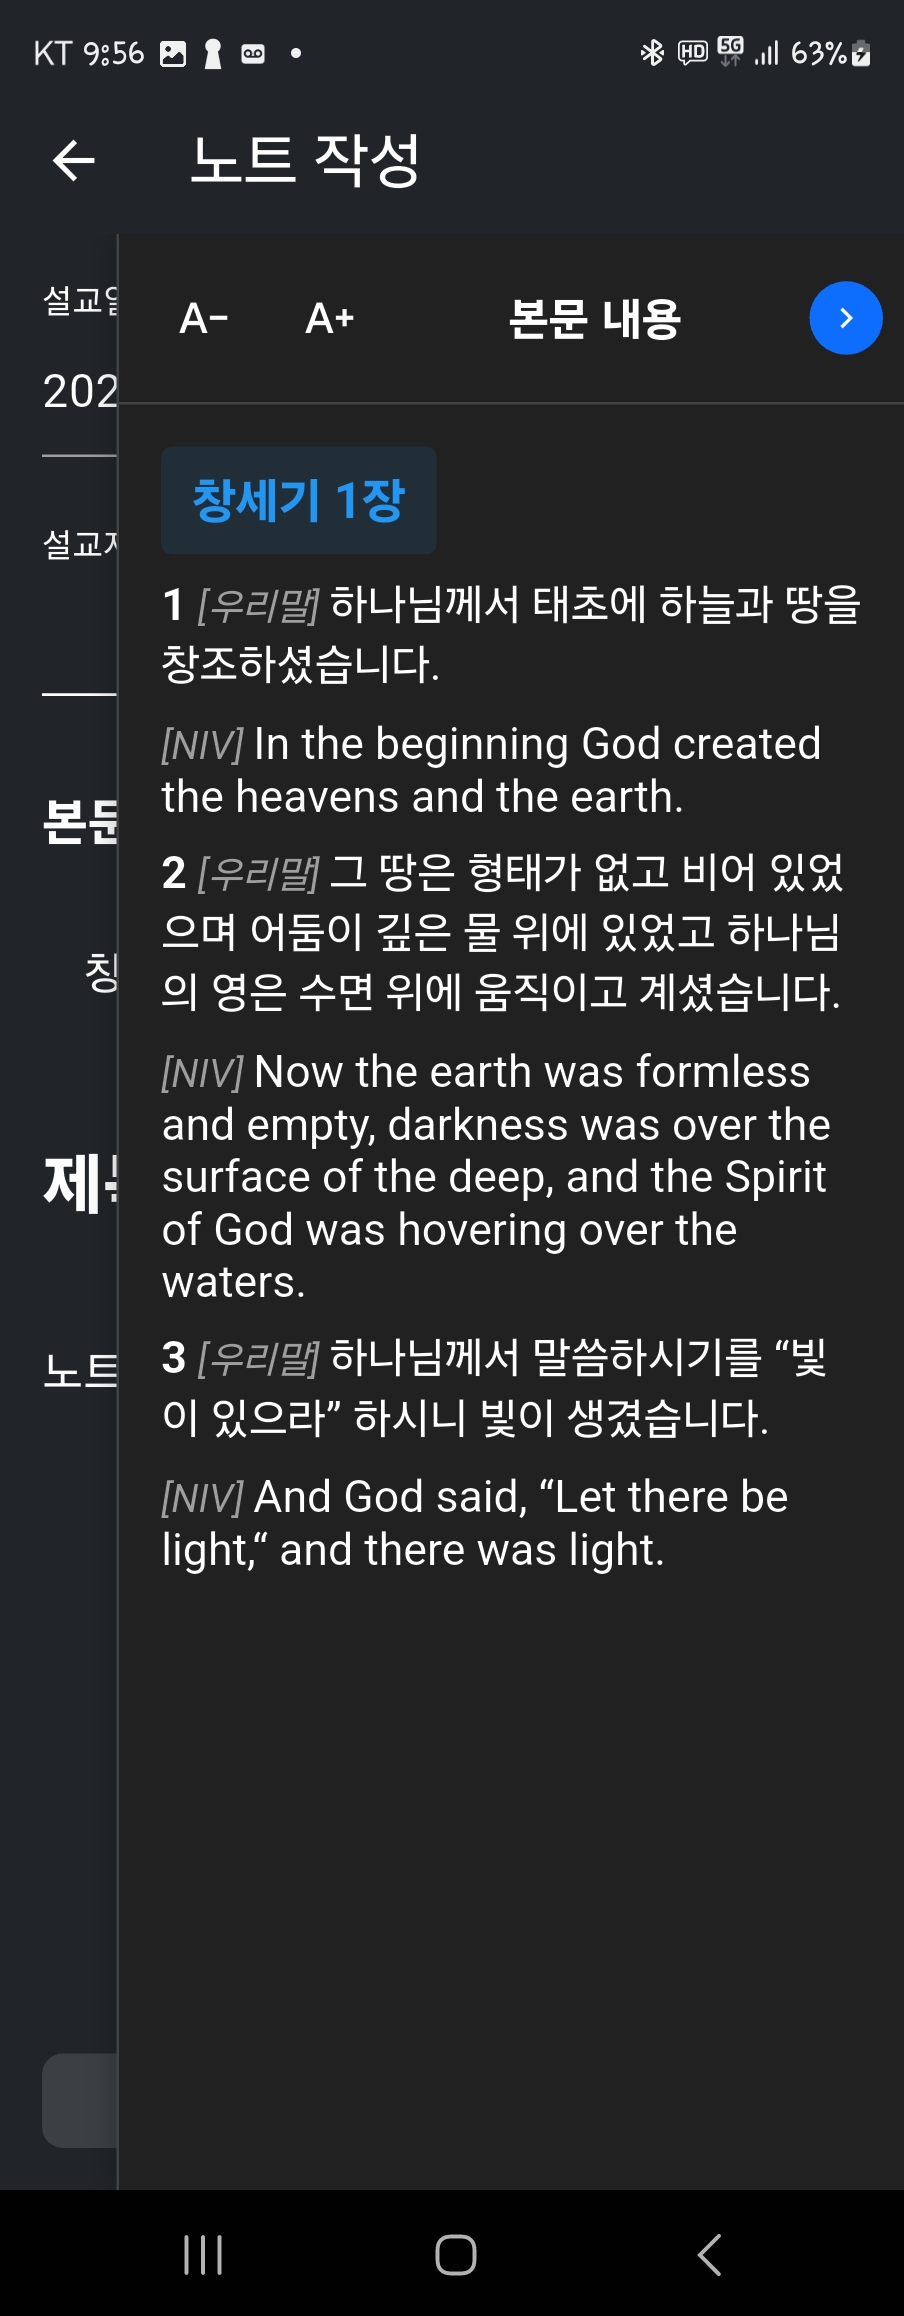 KT 9:56
HD 5G 63%
노트 작성
설교일
202
설교자
본문
창
제목
노트
A- A+ 본문 내용
창세기 1장
1 [우리말] 하나님께서 태초에 하늘과 땅을
창조하셨습니다.
[NIV] In the beginning God created
the heavens and the earth.
2 [우리말] 그 땅은 형태가 없고 비어 있었
으며 어둠이 깊은 물 위에 있었고 하나님
의 영은 수면 위에 움직이고 계셨습니다.
[NIV] Now the earth was formless
and empty, darkness was over the
surface of the deep, and the Spirit
of God was hovering over the
waters.
3 [우리말] 하나님께서 말씀하시기를 “빛
이 있으라” 하시니 빛이 생겼습니다.
[NIV] And God said, “Let there be
light,“ and there was light.